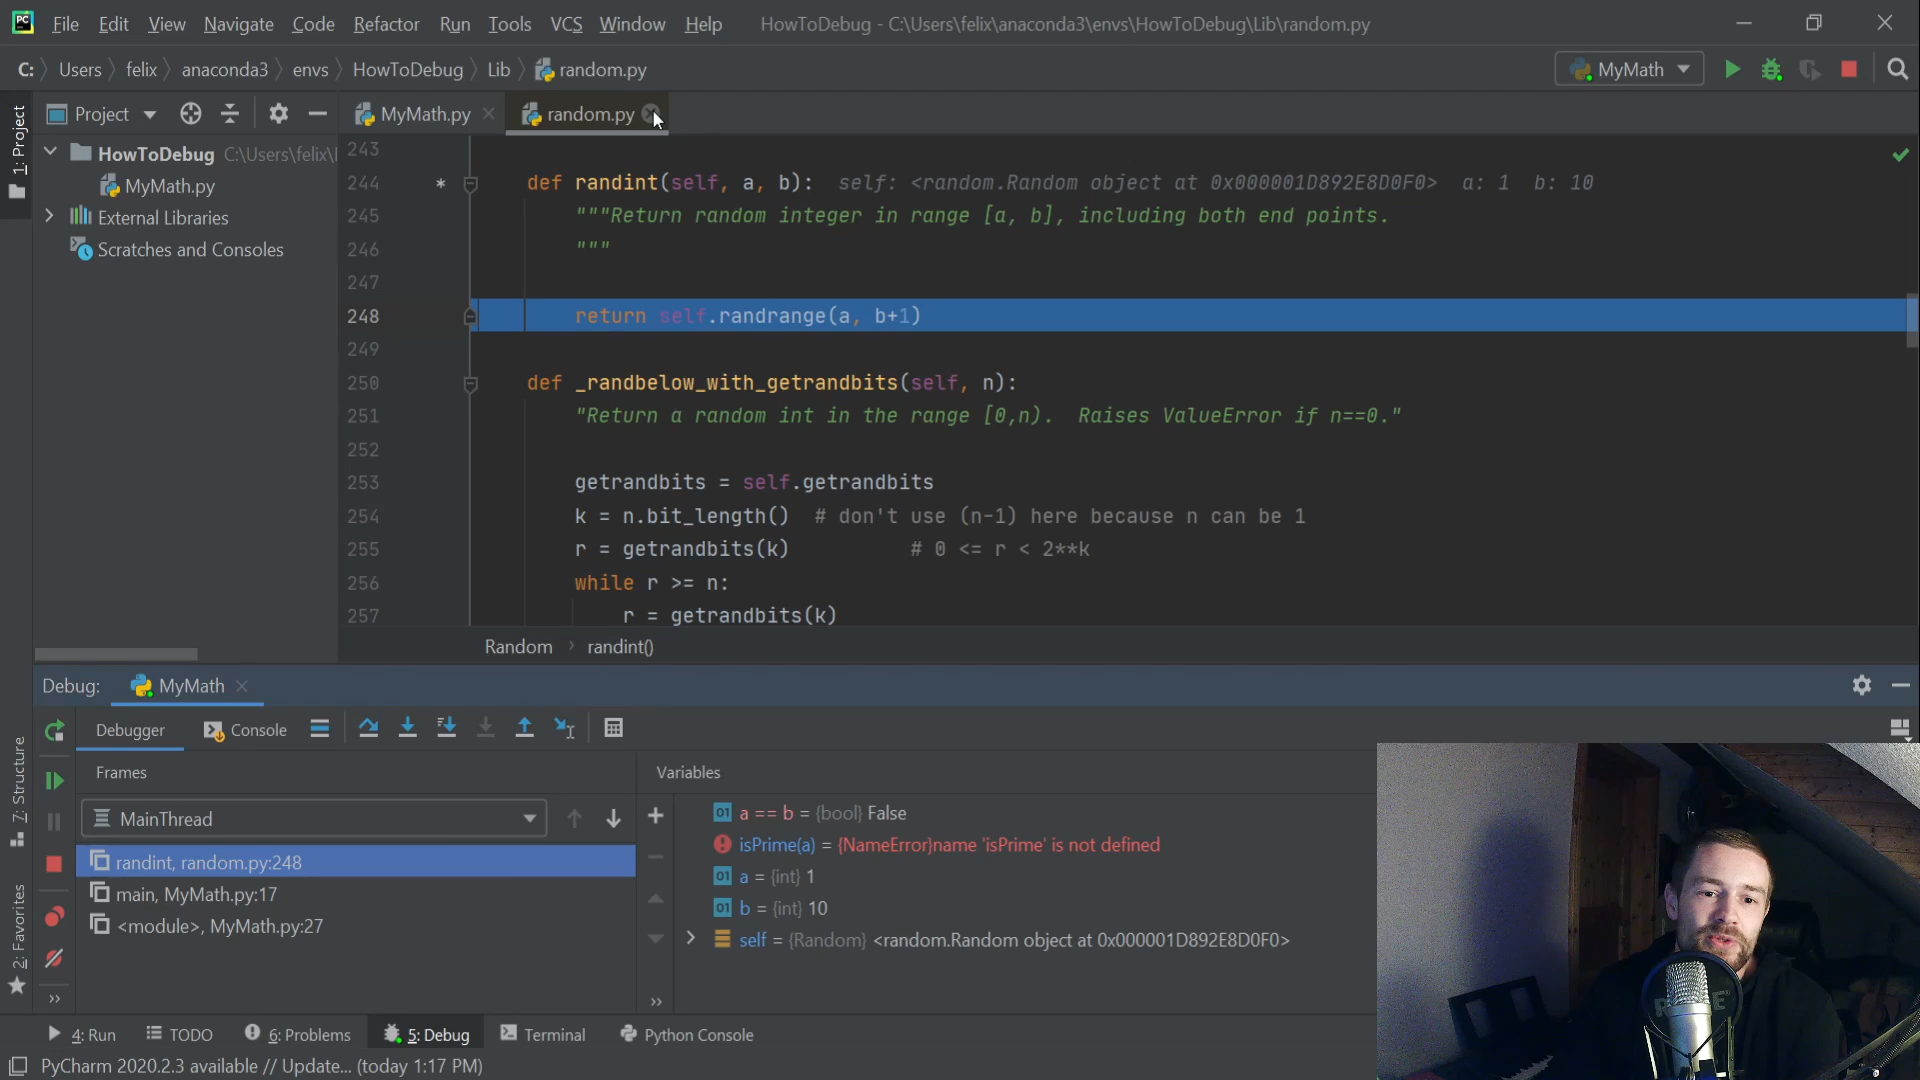 File Edit View Navigate Code Refactor Run Tools VCS Window Help HowToDebug - C:\Users\felix\anaconda3\envs\HowToDebug\Lib\random.py
C: Users felix anaconda3 envs HowToDebug Lib random.py MyMath
1: Project
Project MyMath.py random.py
HowToDebug C:\Users\felix\
MyMath.py
External Libraries
Scratches and Consoles
243
244 * def randint(self, a, b): self: <random.Random object at 0x000001D892E8D0F0> a: 1 b: 10
245 """Return random integer in range [a, b], including both end points.
246 """
247
248 return self.randrange(a, b+1)
249
250 def _randbelow_with_getrandbits(self, n):
251 "Return a random int in the range [0,n). Raises ValueError if n==0."
252
253 getrandbits = self.getrandbits
254 k = n.bit_length() # don't use (n-1) here because n can be 1
255 r = getrandbits(k) # 0 <= r < 2**k
256 while r >= n:
257 r = getrandbits(k)
Random randint()
Debug: MyMath
Debugger Console
7: Structure
2: Favorites
Frames
MainThread
randint, random.py:248
main, MyMath.py:17
<module>, MyMath.py:27
Variables
a == b = {bool} False
isPrime(a) = {NameError}name 'isPrime' is not defined
a = {int} 1
b = {int} 10
self = {Random} <random.Random object at 0x000001D892E8D0F0>
4: Run TODO 6: Problems 5: Debug Terminal Python Console
PyCharm 2020.2.3 available // Update... (today 1:17 PM)